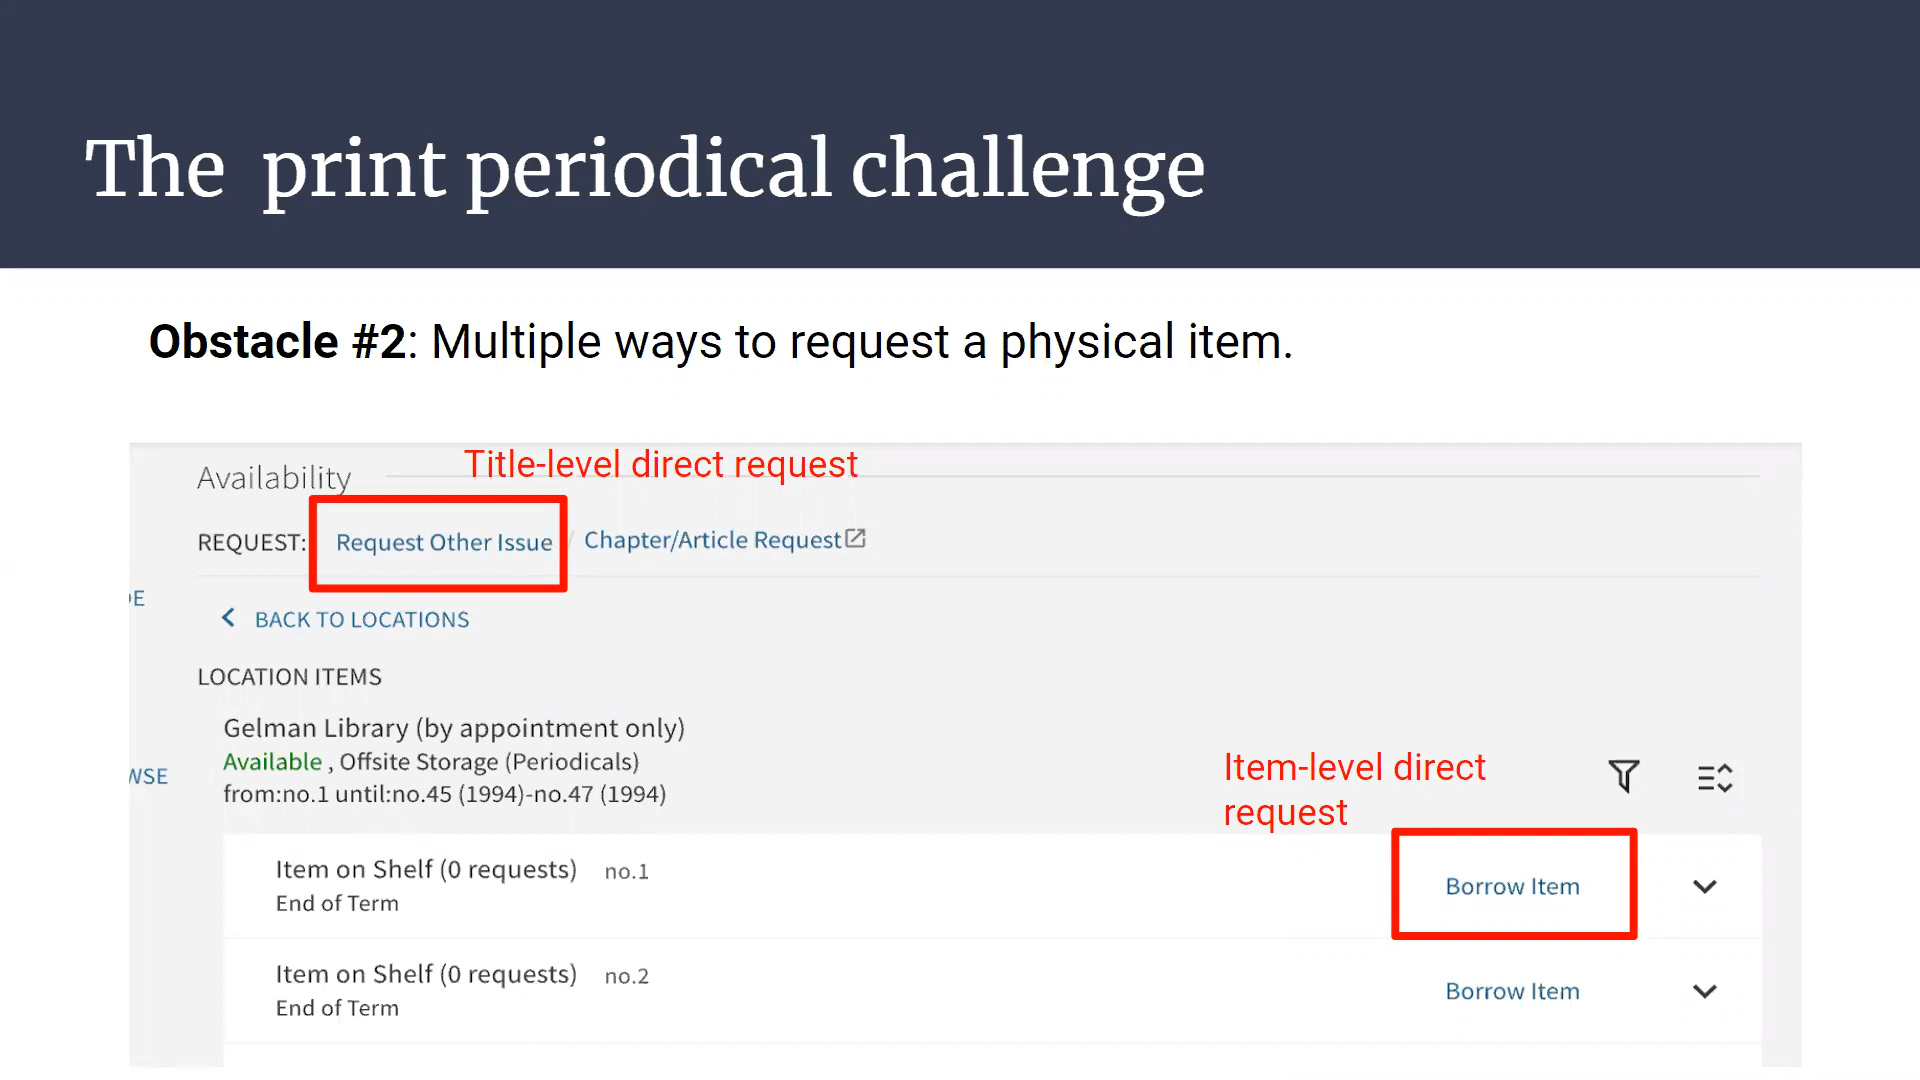 The  print periodical challenge
Obstacle #2: Multiple ways to request a physical item.
Title-level direct request
Availability
REQUEST: Request Other Issue / Chapter/Article Request
BACK TO LOCATIONS
LOCATION ITEMS
Gelman Library (by appointment only)
Available , Offsite Storage (Periodicals)
from:no.1 until:no.45 (1994)-no.47 (1994)
WSE
Item-level direct
request
Item on Shelf (0 requests) no.1
End of Term
Borrow Item
Item on Shelf (0 requests) no.2
End of Term
Borrow Item